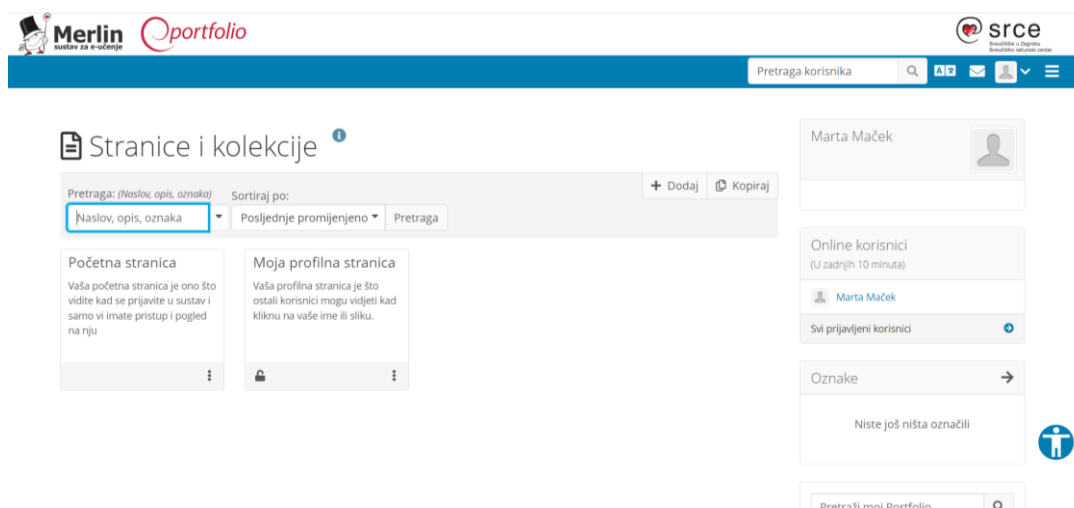 Merlin
sustav za e-učenje
portfolio
srce
Sveučilište u Zagrebu
Sveučilišni računski centar
Pretraga korisnika
Stranice i kolekcije
Pretraga: (Naslov, opis, oznaka)
Sortiraj po:
+ Dodaj
Kopiraj
Naslov, opis, oznaka
Posljednje promijenjeno
Pretraga
Početna stranica
Vaša početna stranica je ono što
vidite kad se prijavite u sustav i
samo vi imate pristup i pogled
na nju
Moja profilna stranica
Vaša profilna stranica je što
ostali korisnici mogu vidjeti kad
kliknu na vaše ime ili sliku.
Marta Maček
Online korisnici
(U zadnjih 10 minuta)
Marta Maček
Svi prijavljeni korisnici
Oznake
Niste još ništa označili
Pretraži moj Portfolio